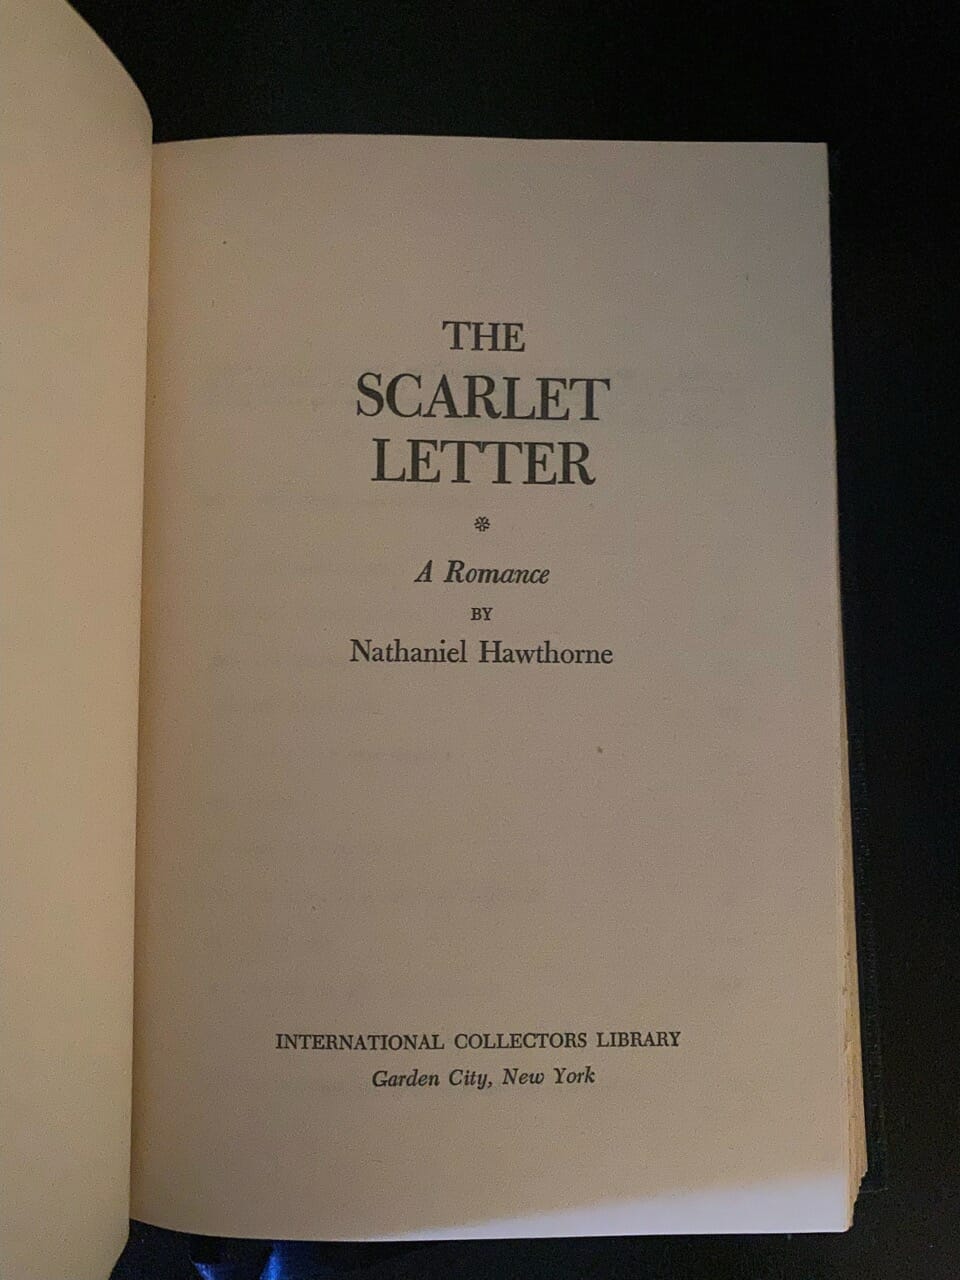 THE
SCARLET
LETTER
A Romance
BY
Nathaniel Hawthorne
INTERNATIONAL COLLECTORS LIBRARY
Garden City, New York